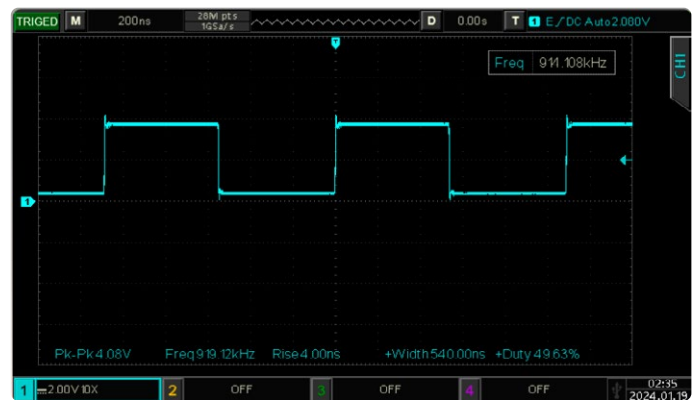 TRIGED M 200ns 28M pts 1GSa/s D 0.00s T 1 E DC Auto 2.080V
Freq 911.108kHz
CH1
1
Pk-Pk 4.08V Freq 919.12kHz Rise 4.00ns +Width 540.00ns +Duty 49.63%
1 2.00V 10X 2 OFF 3 OFF 4 OFF 02:35
2024.01.19